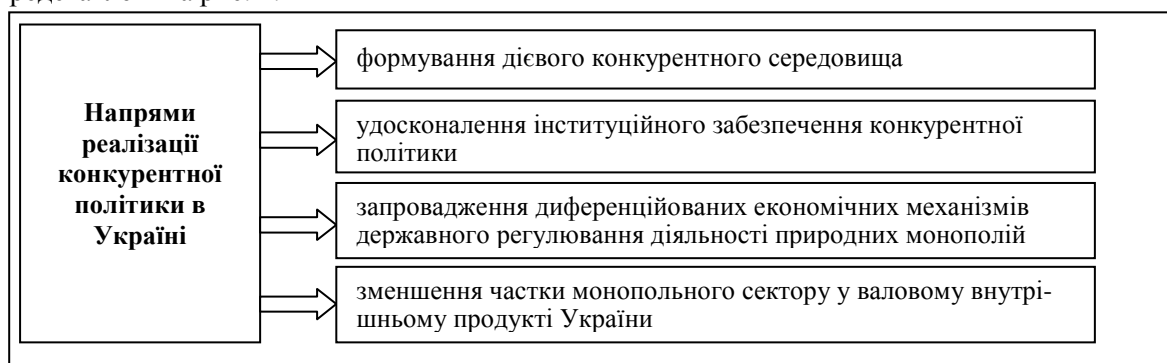 Напрями
реалізації
конкурентної
політики в
Україні
формування дієвого конкурентного середовища
удосконалення інституційного забезпечення конкурентної
політики
запровадження диференційованих економічних механізмів
державного регулювання діяльності природних монополій
зменшення частки монопольного сектору у валовому внутрі-
шньому продукті України